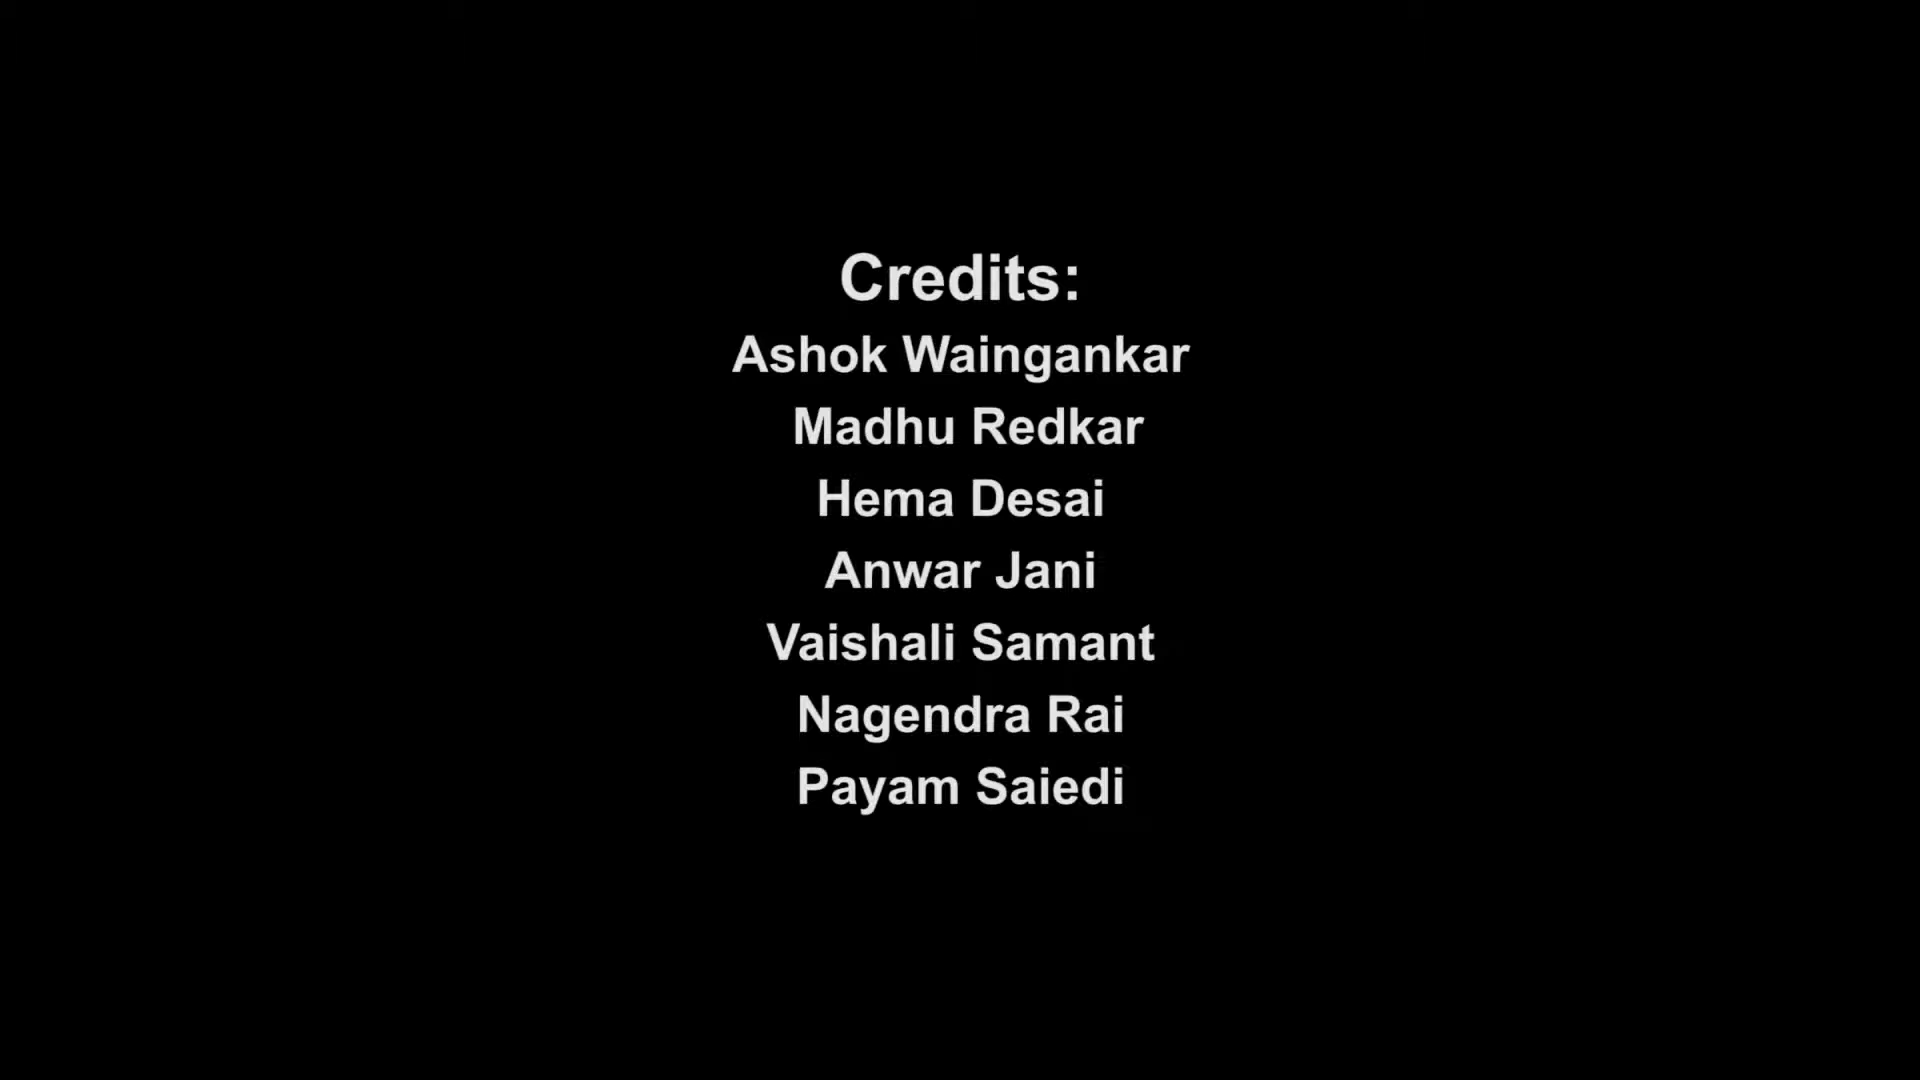 Credits:
Ashok Waingankar
Madhu Redkar
Hema Desai
Anwar Jani
Vaishali Samant
Nagendra Rai
Payam Saiedi